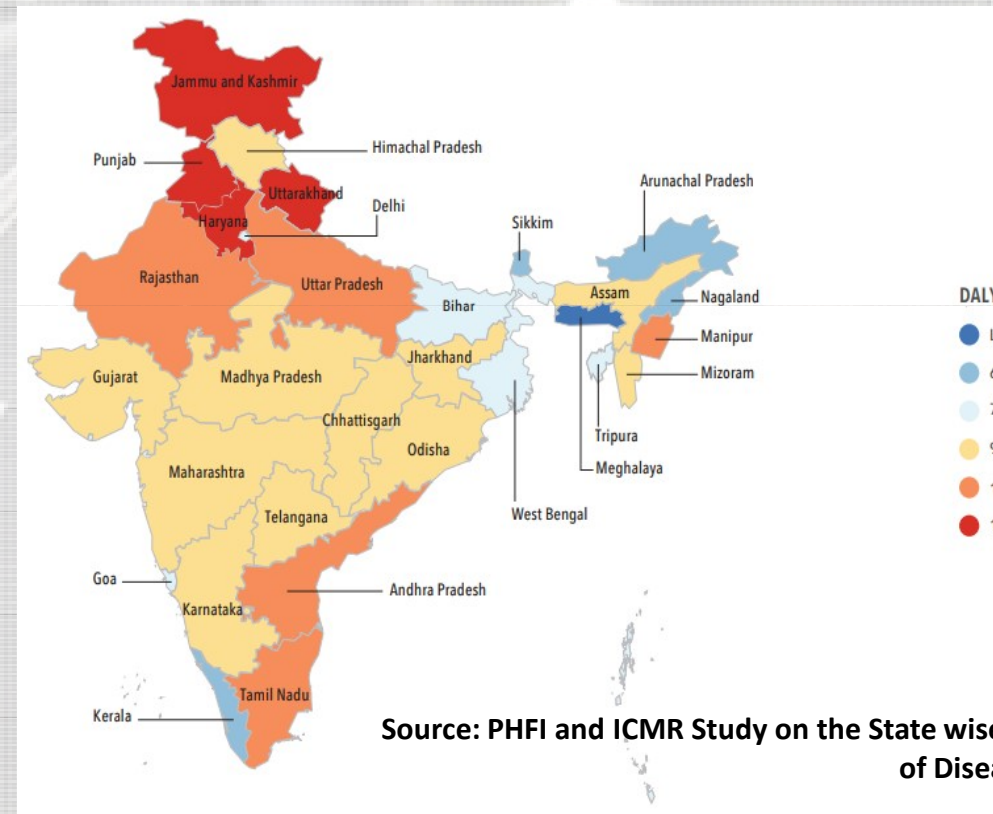 Jammu and Kashmir
Himachal Pradesh
Punjab
Uttarakhand
Arunachal Pradesh
Delhi
Haryana
Sikkim
Rajasthan
Uttar Pradesh
Assam
Nagaland
DALY
Bihar
Manipur
Jharkhand
Mizoram
Gujarat
Madhya Pradesh
Chhattisgarh
Odisha
Tripura
Maharashtra
Meghalaya
Telangana
West Bengal
Goa
Andhra Pradesh
Karnataka
Tamil Nadu
Kerala
Source: PHFI and ICMR Study on the State wise
of Disea